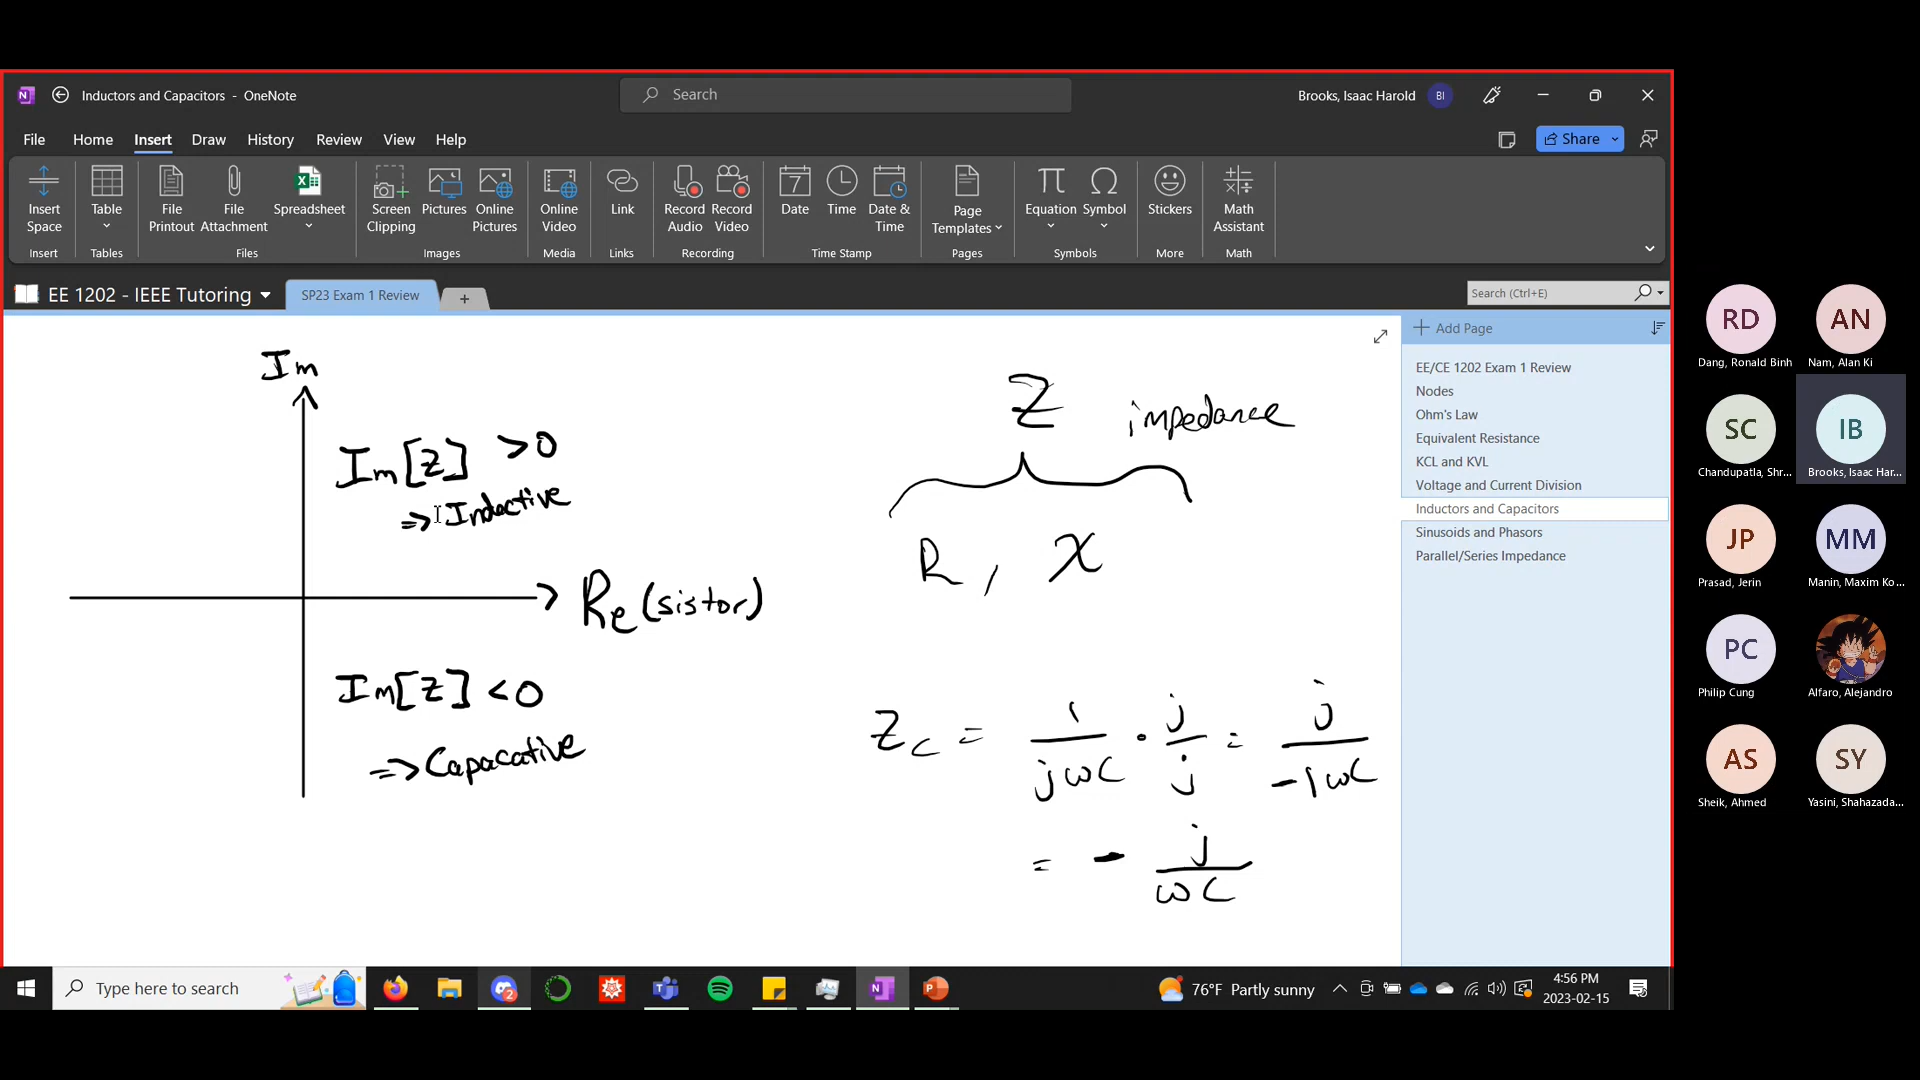 Inductors and Capacitors - OneNote
Search
Brooks, Isaac Harold
BI
File Home Insert Draw History Review View Help
Share
Insert Space
Table
File Printout
File Attachment
Spreadsheet
Screen Clipping
Pictures
Online Pictures
Online Video
Link
Record Audio
Record Video
Date
Time
Date & Time
Page Templates
Equation
Symbol
Stickers
Math Assistant
Insert Tables Files Images Media Links Recording Time Stamp Pages Symbols More Math
EE 1202 - IEEE Tutoring
SP23 Exam 1 Review
Search (Ctrl+E)
Add Page
EE/CE 1202 Exam 1 Review
Nodes
Ohm's Law
Equivalent Resistance
KCL and KVL
Voltage and Current Division
Inductors and Capacitors
Sinusoids and Phasors
Parallel/Series Impedance
Im
Im[Z] >0
=> Inductive
Re(sistor)
Im[Z] <0
=> Capacative
Z impedance
R, X
Zc = 1/jωC · j/j = j/-1ωC
= - j/ωC
RD
Dang, Ronald Binh
AN
Nam, Alan Ki
SC
Chandupatla, Shr...
IB
Brooks, Isaac Har...
JP
Prasad, Jerin
MM
Manin, Maxim Ko...
PC
Philip Cung
Alfaro, Alejandro
AS
Sheik, Ahmed
SY
Yasini, Shahazada...
Type here to search
76°F Partly sunny
4:56 PM
2023-02-15